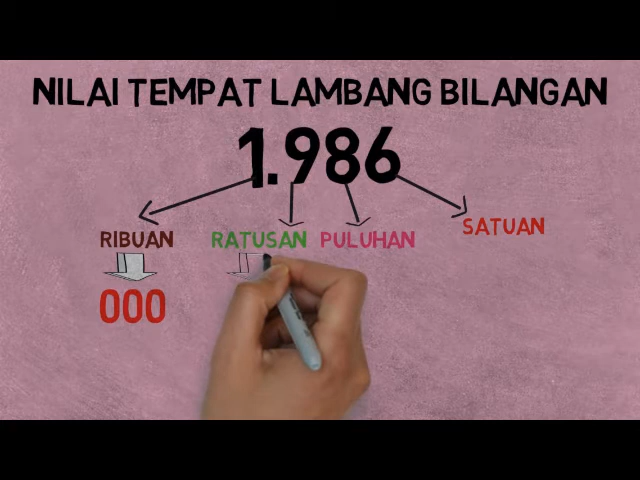 NILAI TEMPAT LAMBANG BILANGAN
1.986
RIBUAN RATUSAN PULUHAN SATUAN
000